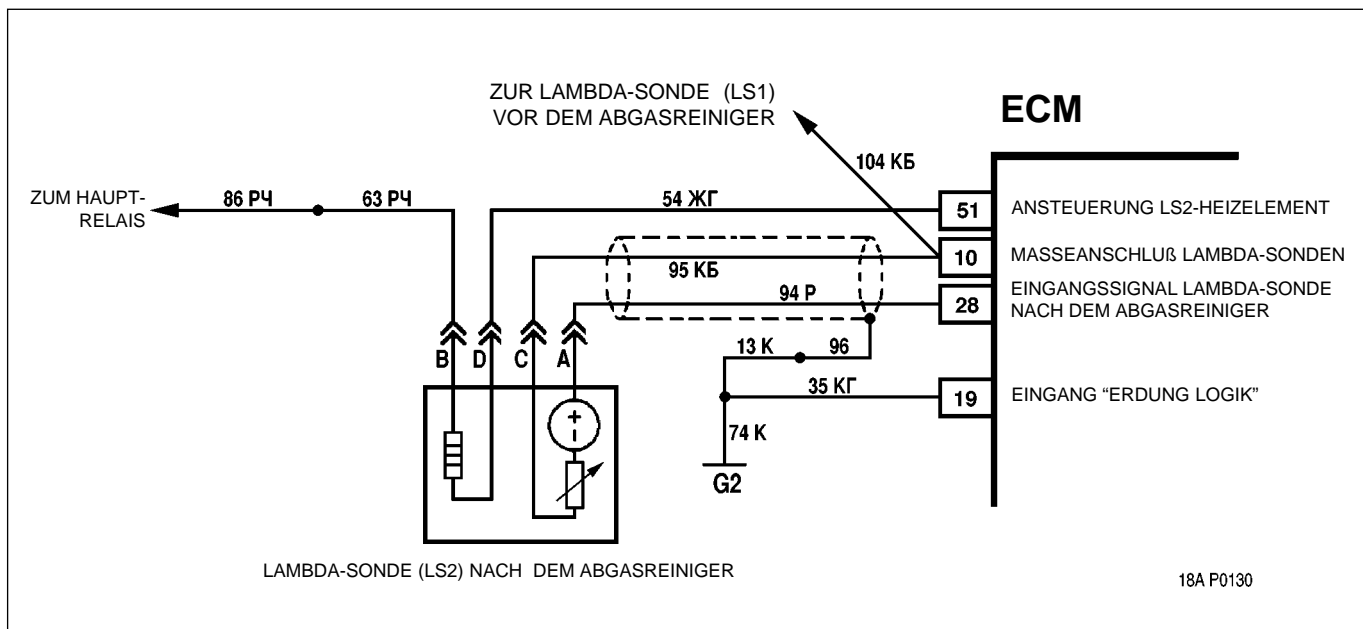 ZUR LAMBDA-SONDE (LS1)
VOR DEM ABGASREINIGER
ECM
104 КБ
ZUM HAUPT-
RELAIS
86 РЧ
63 РЧ
54 ЖГ
51
ANSTEUERUNG LS2-HEIZELEMENT
95 КБ
10
MASSEANSCHLUß LAMBDA-SONDEN
94 Р
28
EINGANGSSIGNAL LAMBDA-SONDE
NACH DEM ABGASREINIGER
B
D
C
A
13 К
96
35 КГ
19
EINGANG “ERDUNG LOGIK”
74 К
G2
+
–
LAMBDA-SONDE (LS2) NACH DEM ABGASREINIGER
18A P0130